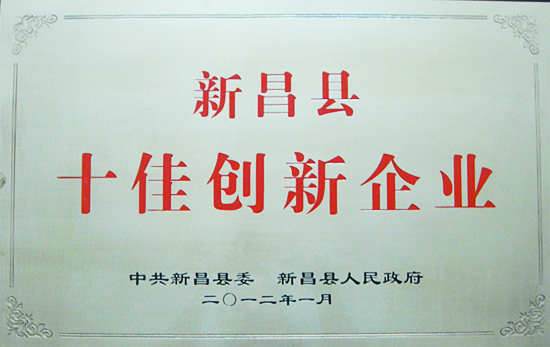 新昌县
十佳创新企业
中共新昌县委 新昌县人民政府
二〇一二年一月